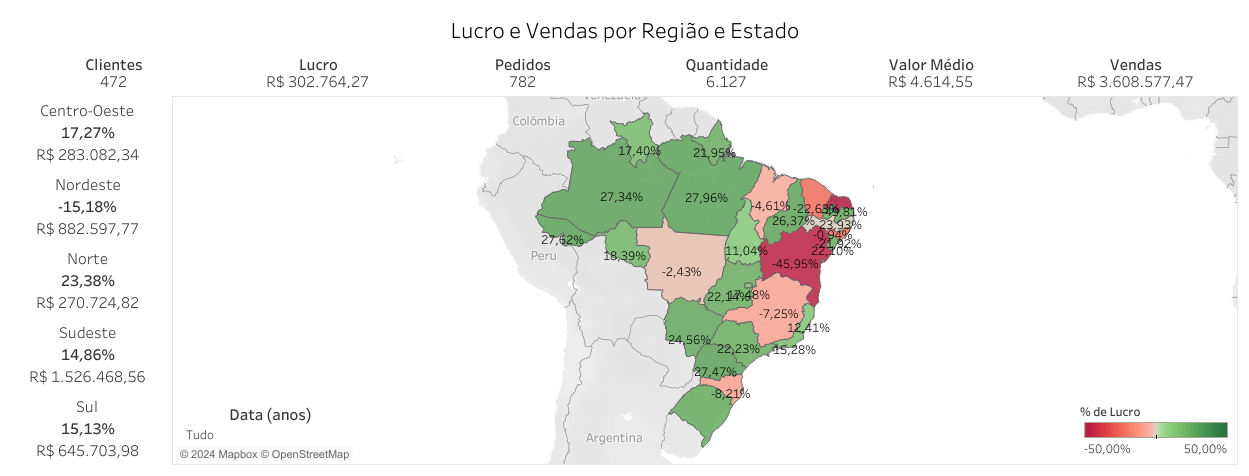 Lucro e Vendas por Região e Estado
Clientes
472
Lucro
R$ 302.764,27
Pedidos
782
Quantidade
6.127
Valor Médio
R$ 4.614,55
Vendas
R$ 3.608.577,47
Centro-Oeste
17,27%
R$ 283.082,34
Nordeste
-15,18%
R$ 882.597,77
Norte
23,38%
R$ 270.724,82
Sudeste
14,86%
R$ 1.526.468,56
Sul
15,13%
R$ 645.703,98
Venezuela
Colômbia
17,40%
21,95%
27,34%
27,96%
-4,61%
-22,63%
26,37%
23,93%
-0,94%
-21,92%
22,10%
27,62%
Peru
18,39%
11,04%
-45,95%
-2,43%
22,14%
17,48%
-7,25%
12,41%
24,56%
22,23%
15,28%
27,47%
-8,21%
Argentina
Data (anos)
Tudo
© 2024 Mapbox © OpenStreetMap
% de Lucro
-50,00%
50,00%